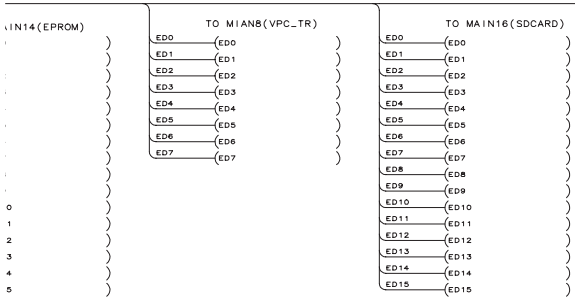 IN14(EPROM)
)
)
)
)
)
)
)
)
)
)
0 )
1 )
2 )
3 )
4 )
5 )
TO MIAN8(VPC_TR)
ED0 (ED0 )
ED1 (ED1 )
ED2 (ED2 )
ED3 (ED3 )
ED4 (ED4 )
ED5 (ED5 )
ED6 (ED6 )
ED7 (ED7 )
TO MAIN16(SDCARD)
ED0 (ED0 )
ED1 (ED1 )
ED2 (ED2 )
ED3 (ED3 )
ED4 (ED4 )
ED5 (ED5 )
ED6 (ED6 )
ED7 (ED7 )
ED8 (ED8 )
ED9 (ED9 )
ED10 (ED10 )
ED11 (ED11 )
ED12 (ED12 )
ED13 (ED13 )
ED14 (ED14 )
ED15 (ED15 )